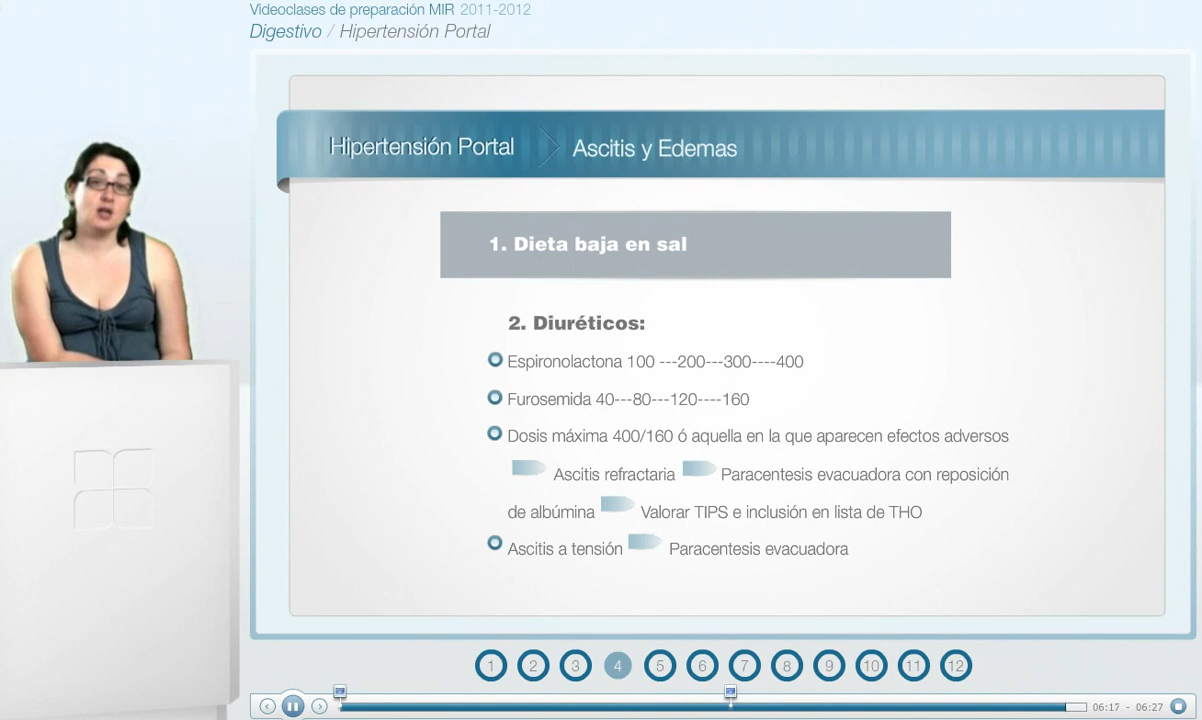 Videoclases de preparación MIR 2011-2012
Digestivo / Hipertensión Portal
Hipertensión Portal Ascitis y Edemas
1. Dieta baja en sal
2. Diuréticos:
Espironolactona 100 ---200---300----400
Furosemida 40---80---120----160
Dosis máxima 400/160 ó aquella en la que aparecen efectos adversos
Ascitis refractaria Paracentesis evacuadora con reposición
de albúmina Valorar TIPS e inclusión en lista de THO
Ascitis a tensión Paracentesis evacuadora
1 2 3 4 5 6 7 8 9 10 11 12
06:17 - 06:27